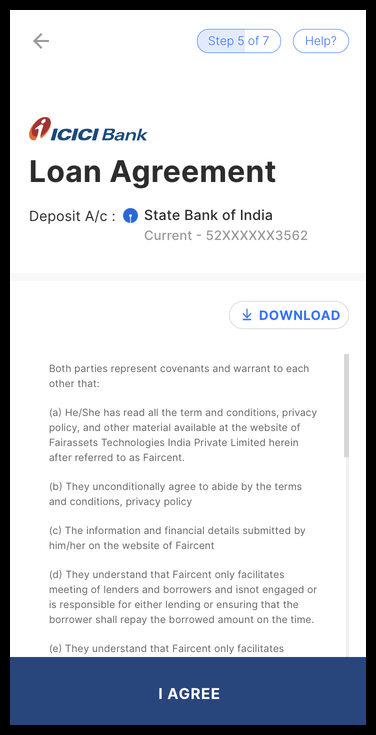 Step 5 of 7
Help?
ICICI Bank
Loan Agreement
Deposit A/c : State Bank of India
Current - 52XXXXXX3562
DOWNLOAD
Both parties represent covenants and warrant to each
other that:
(a) He/She has read all the term and conditions, privacy
policy, and other material available at the website of
Fairassets Technologies India Private Limited herein
after referred to as Faircent.
(b) They unconditionally agree to abide by the terms
and conditions, privacy policy
(c) The information and financial details submitted by
him/her on the website of Faircent
(d) They understand that Faircent only facilitates
meeting of lenders and borrowers and isnot engaged or
is responsible for either lending or ensuring that the
borrower shall repay the borrowed amount on the time.
(e) They understand that Faircent only facilitates
I AGREE